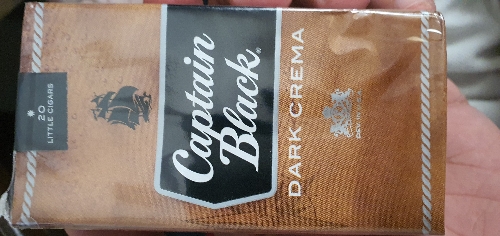 20
LITTLE CIGARS
Captain
Black
DARK CREMA